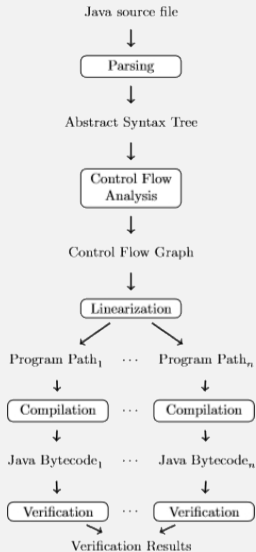 Java source file
Parsing
Abstract Syntax Tree
Control Flow
Analysis
Control Flow Graph
Linearization
Program Path₁ ··· Program Pathₙ
Compilation ··· Compilation
Java Bytecode₁ ··· Java Bytecodeₙ
Verification ··· Verification
Verification Results